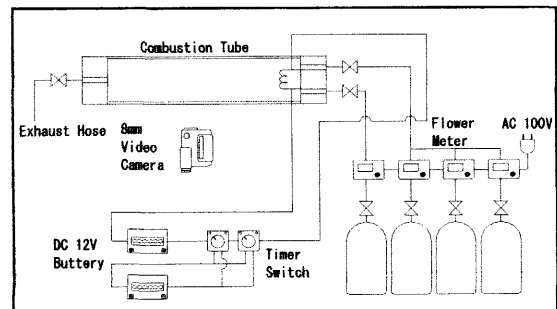 Combustion Tube
Exhaust Hose
8mm
Video
Camera
Flower
Meter
AC 100V
DC 12V
Buttery
Timer
Switch